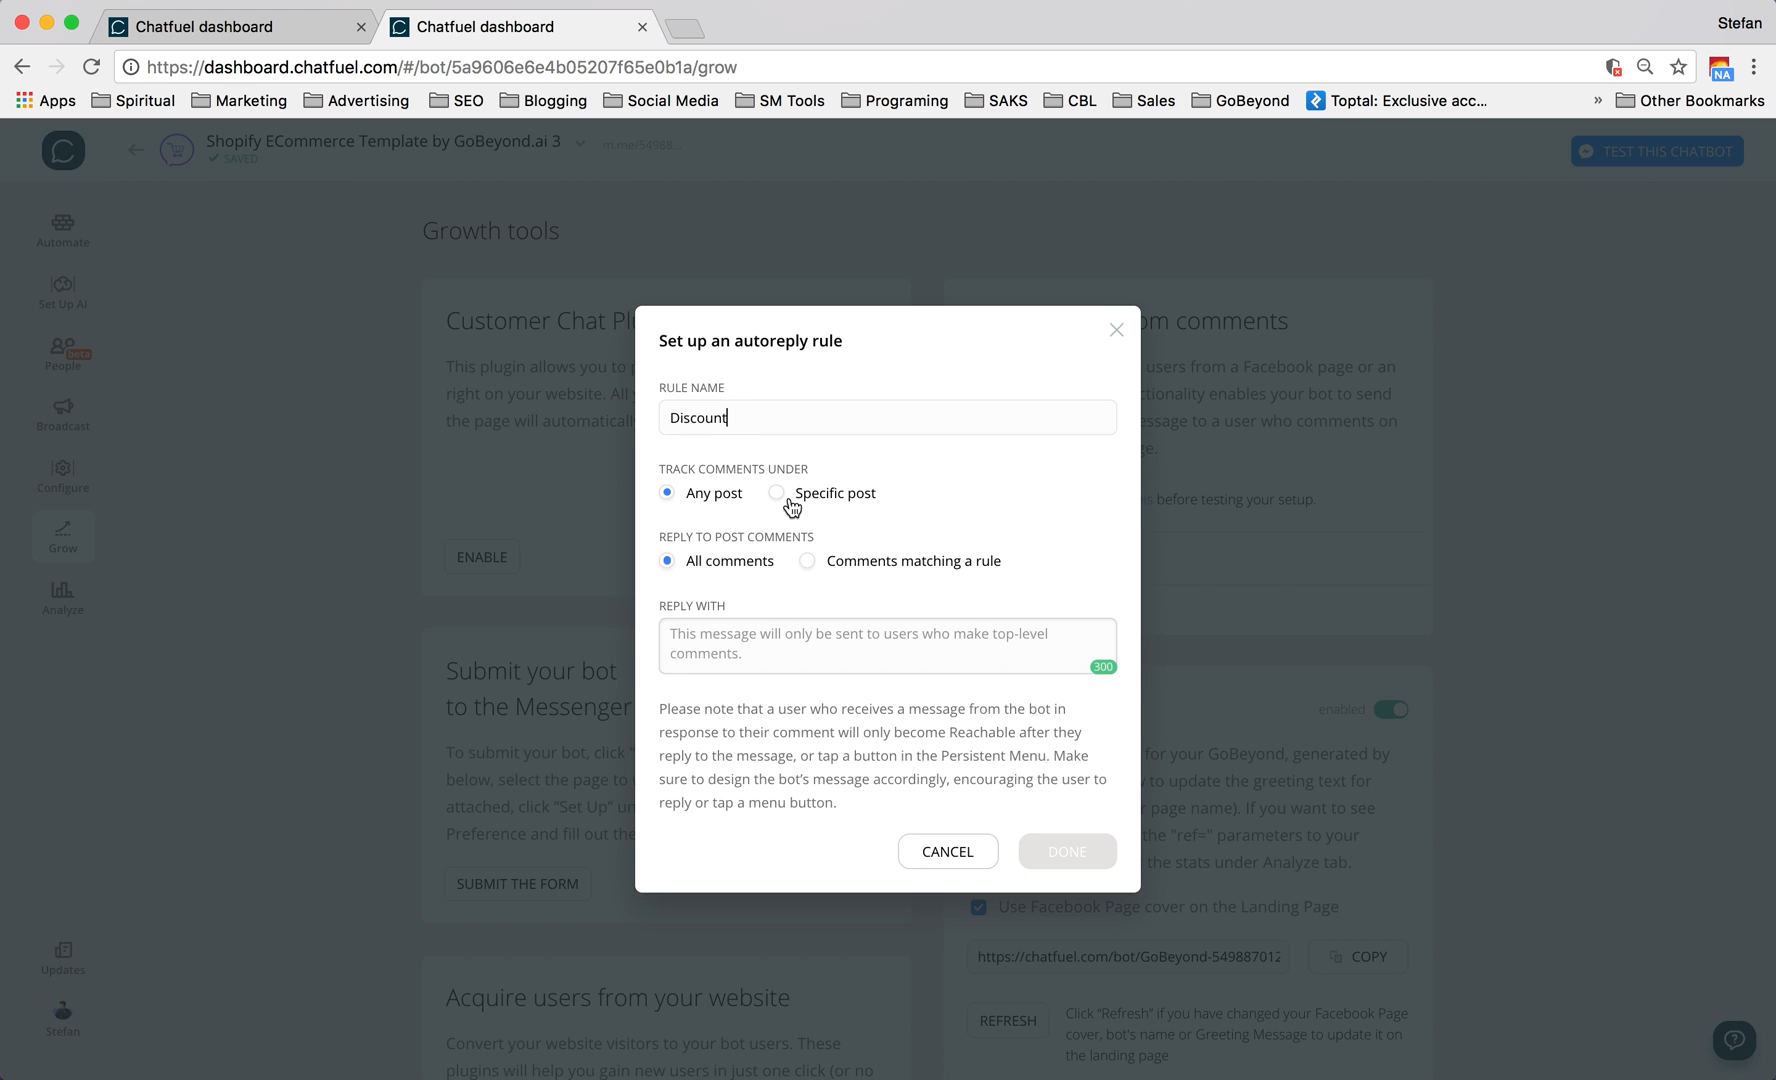 Chatfuel dashboard
Chatfuel dashboard
Stefan
https://dashboard.chatfuel.com/#/bot/5a9606e6e4b05207f65e0b1a/grow
NA
Apps
Spiritual
Marketing
Advertising
SEO
Blogging
Social Media
SM Tools
Programing
SAKS
CBL
Sales
GoBeyond
Toptal: Exclusive acc...
»
Other Bookmarks
Shopify ECommerce Template by GoBeyond.ai 3
m.me/54988...
SAVED
TEST THIS CHATBOT
Automate
Set Up AI
beta
People
Broadcast
Configure
Grow
Analyze
Updates
Stefan
Growth tools
Customer Chat Pl
This plugin allows you to
right on your website. All
the page will automatical
ENABLE
om comments
users from a Facebook page or an
tionality enables your bot to send
essage to a user who comments on
ge.
before testing your setup.
Set up an autoreply rule
RULE NAME
Discount
TRACK COMMENTS UNDER
Any post
Specific post
REPLY TO POST COMMENTS
All comments
Comments matching a rule
REPLY WITH
This message will only be sent to users who make top-level
comments.
300
Please note that a user who receives a message from the bot in
response to their comment will only become Reachable after they
reply to the message, or tap a button in the Persistent Menu. Make
sure to design the bot's message accordingly, encouraging the user to
reply or tap a menu button.
CANCEL
DONE
Submit your bot
to the Messenger
To submit your bot, click "
below, select the page to
attached, click "Set Up" un
Preference and fill out the
SUBMIT THE FORM
enabled
for your GoBeyond, generated by
to update the greeting text for
page name). If you want to see
the "ref=" parameters to your
the stats under Analyze tab.
Use Facebook Page cover on the Landing Page
https://chatfuel.com/bot/GoBeyond-549887012
COPY
REFRESH
Click "Refresh" if you have changed your Facebook Page
cover, bot's name or Greeting Message to update it on
the landing page
Acquire users from your website
Convert your website visitors to your bot users. These
plugins will help you gain new users in just one click (or no